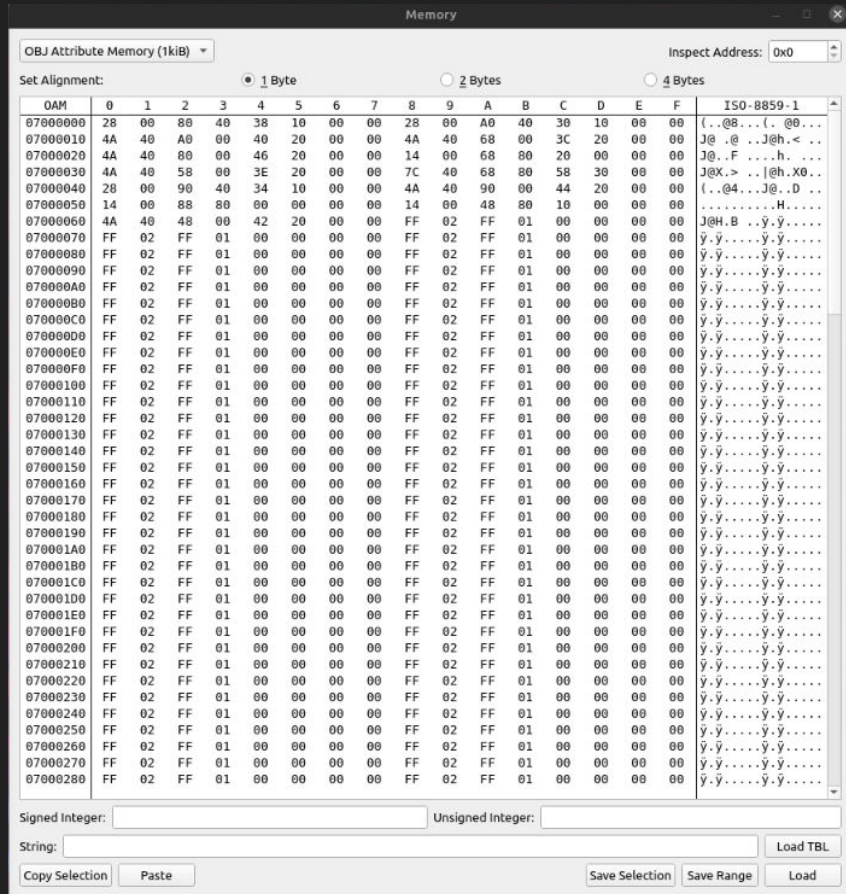 Memory
OBJ Attribute Memory (1kiB) Inspect Address: 0x0
Set Alignment: 1 Byte 2 Bytes 4 Bytes
OAM 0 1 2 3 4 5 6 7 8 9 A B C D E F ISO-8859-1
07000000 28 00 80 40 38 10 00 00 28 00 A0 40 30 10 00 00 (..@8...(. @0...
07000010 4A 40 A0 00 40 20 00 00 4A 40 68 00 3C 20 00 00 J@ .@ ..J@h.< ..
07000020 4A 40 80 00 46 20 00 00 14 00 68 80 20 00 00 00 J@..F ....h. ...
07000030 4A 40 58 00 3E 20 00 00 7C 40 68 80 58 30 00 00 J@X.> ..|@h.X0..
07000040 28 00 90 40 34 10 00 00 4A 40 90 00 44 20 00 00 (..@4...J@..D ..
07000050 14 00 88 80 00 00 00 00 14 00 48 80 10 00 00 00 ..........H.....
07000060 4A 40 48 00 42 20 00 00 FF 02 FF 01 00 00 00 00 J@H.B ..ÿ.ÿ.....
07000070 FF 02 FF 01 00 00 00 00 FF 02 FF 01 00 00 00 00 ÿ.ÿ.....ÿ.ÿ.....
07000080 FF 02 FF 01 00 00 00 00 FF 02 FF 01 00 00 00 00 ÿ.ÿ.....ÿ.ÿ.....
07000090 FF 02 FF 01 00 00 00 00 FF 02 FF 01 00 00 00 00 ÿ.ÿ.....ÿ.ÿ.....
070000A0 FF 02 FF 01 00 00 00 00 FF 02 FF 01 00 00 00 00 ÿ.ÿ.....ÿ.ÿ.....
070000B0 FF 02 FF 01 00 00 00 00 FF 02 FF 01 00 00 00 00 ÿ.ÿ.....ÿ.ÿ.....
070000C0 FF 02 FF 01 00 00 00 00 FF 02 FF 01 00 00 00 00 ÿ.ÿ.....ÿ.ÿ.....
070000D0 FF 02 FF 01 00 00 00 00 FF 02 FF 01 00 00 00 00 ÿ.ÿ.....ÿ.ÿ.....
070000E0 FF 02 FF 01 00 00 00 00 FF 02 FF 01 00 00 00 00 ÿ.ÿ.....ÿ.ÿ.....
070000F0 FF 02 FF 01 00 00 00 00 FF 02 FF 01 00 00 00 00 ÿ.ÿ.....ÿ.ÿ.....
07000100 FF 02 FF 01 00 00 00 00 FF 02 FF 01 00 00 00 00 ÿ.ÿ.....ÿ.ÿ.....
07000110 FF 02 FF 01 00 00 00 00 FF 02 FF 01 00 00 00 00 ÿ.ÿ.....ÿ.ÿ.....
07000120 FF 02 FF 01 00 00 00 00 FF 02 FF 01 00 00 00 00 ÿ.ÿ.....ÿ.ÿ.....
07000130 FF 02 FF 01 00 00 00 00 FF 02 FF 01 00 00 00 00 ÿ.ÿ.....ÿ.ÿ.....
07000140 FF 02 FF 01 00 00 00 00 FF 02 FF 01 00 00 00 00 ÿ.ÿ.....ÿ.ÿ.....
07000150 FF 02 FF 01 00 00 00 00 FF 02 FF 01 00 00 00 00 ÿ.ÿ.....ÿ.ÿ.....
07000160 FF 02 FF 01 00 00 00 00 FF 02 FF 01 00 00 00 00 ÿ.ÿ.....ÿ.ÿ.....
07000170 FF 02 FF 01 00 00 00 00 FF 02 FF 01 00 00 00 00 ÿ.ÿ.....ÿ.ÿ.....
07000180 FF 02 FF 01 00 00 00 00 FF 02 FF 01 00 00 00 00 ÿ.ÿ.....ÿ.ÿ.....
07000190 FF 02 FF 01 00 00 00 00 FF 02 FF 01 00 00 00 00 ÿ.ÿ.....ÿ.ÿ.....
070001A0 FF 02 FF 01 00 00 00 00 FF 02 FF 01 00 00 00 00 ÿ.ÿ.....ÿ.ÿ.....
070001B0 FF 02 FF 01 00 00 00 00 FF 02 FF 01 00 00 00 00 ÿ.ÿ.....ÿ.ÿ.....
070001C0 FF 02 FF 01 00 00 00 00 FF 02 FF 01 00 00 00 00 ÿ.ÿ.....ÿ.ÿ.....
070001D0 FF 02 FF 01 00 00 00 00 FF 02 FF 01 00 00 00 00 ÿ.ÿ.....ÿ.ÿ.....
070001E0 FF 02 FF 01 00 00 00 00 FF 02 FF 01 00 00 00 00 ÿ.ÿ.....ÿ.ÿ.....
070001F0 FF 02 FF 01 00 00 00 00 FF 02 FF 01 00 00 00 00 ÿ.ÿ.....ÿ.ÿ.....
07000200 FF 02 FF 01 00 00 00 00 FF 02 FF 01 00 00 00 00 ÿ.ÿ.....ÿ.ÿ.....
07000210 FF 02 FF 01 00 00 00 00 FF 02 FF 01 00 00 00 00 ÿ.ÿ.....ÿ.ÿ.....
07000220 FF 02 FF 01 00 00 00 00 FF 02 FF 01 00 00 00 00 ÿ.ÿ.....ÿ.ÿ.....
07000230 FF 02 FF 01 00 00 00 00 FF 02 FF 01 00 00 00 00 ÿ.ÿ.....ÿ.ÿ.....
07000240 FF 02 FF 01 00 00 00 00 FF 02 FF 01 00 00 00 00 ÿ.ÿ.....ÿ.ÿ.....
07000250 FF 02 FF 01 00 00 00 00 FF 02 FF 01 00 00 00 00 ÿ.ÿ.....ÿ.ÿ.....
07000260 FF 02 FF 01 00 00 00 00 FF 02 FF 01 00 00 00 00 ÿ.ÿ.....ÿ.ÿ.....
07000270 FF 02 FF 01 00 00 00 00 FF 02 FF 01 00 00 00 00 ÿ.ÿ.....ÿ.ÿ.....
07000280 FF 02 FF 01 00 00 00 00 FF 02 FF 01 00 00 00 00 ÿ.ÿ.....ÿ.ÿ.....
Signed Integer: Unsigned Integer:
String: Load TBL
Copy Selection Paste Save Selection Save Range Load